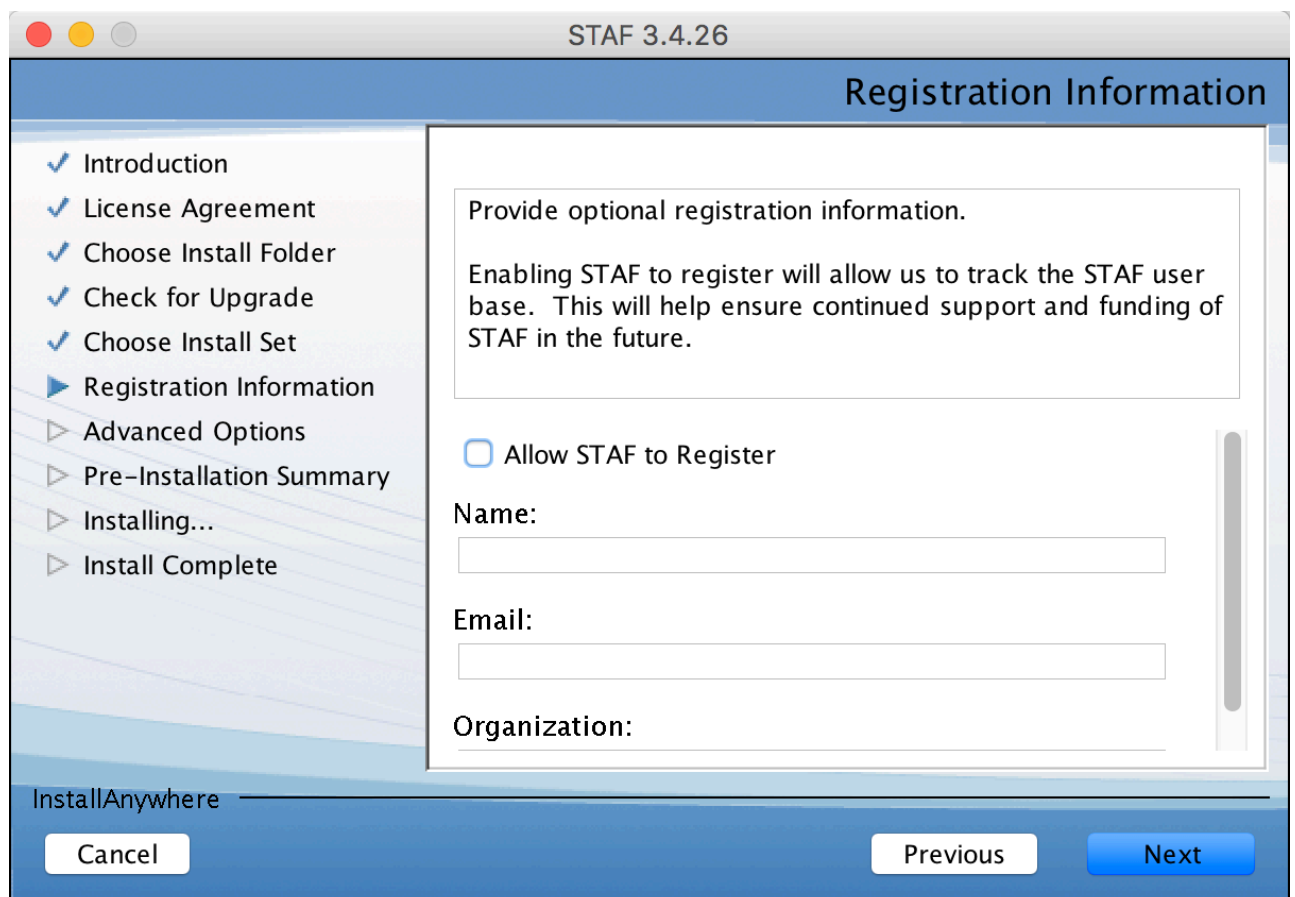 STAF 3.4.26
Registration Information
Introduction
License Agreement
Choose Install Folder
Check for Upgrade
Choose Install Set
Registration Information
Advanced Options
Pre-Installation Summary
Installing...
Install Complete
Provide optional registration information.
Enabling STAF to register will allow us to track the STAF user
base.  This will help ensure continued support and funding of
STAF in the future.
Allow STAF to Register
Name:
Email:
Organization:
InstallAnywhere
Cancel
Previous
Next